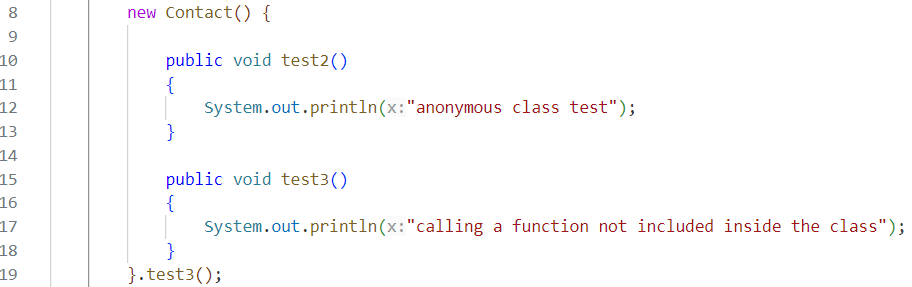 8 new Contact() {
9
10 public void test2()
11 {
12 System.out.println(x:"anonymous class test");
13 }
14
15 public void test3()
16 {
17 System.out.println(x:"calling a function not included inside the class");
18 }
19 }.test3();